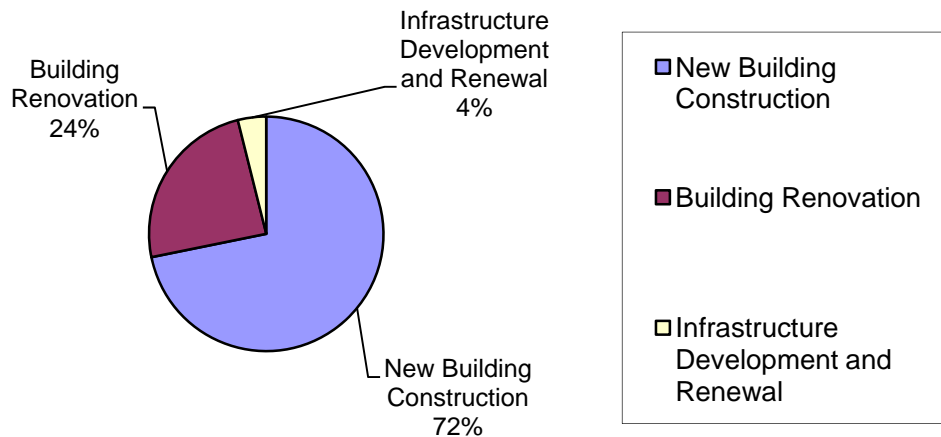 Infrastructure
Development
and Renewal
4%
Building
Renovation
24%
New Building
Construction
72%
New Building
Construction
Building Renovation
Infrastructure
Development and
Renewal